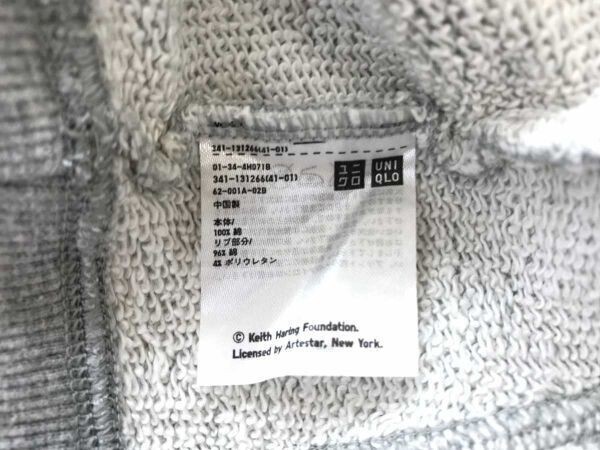 341-131266(41-01)
01-34-4H071B
341-131266(41-01)
62-001A-02B
中国製
本体/
100% 綿
リブ部分/
96% 綿
4% ポリウレタン
ユニ
クロ
UNI
QLO
© Keith Haring Foundation.
Licensed by Artestar, New York.